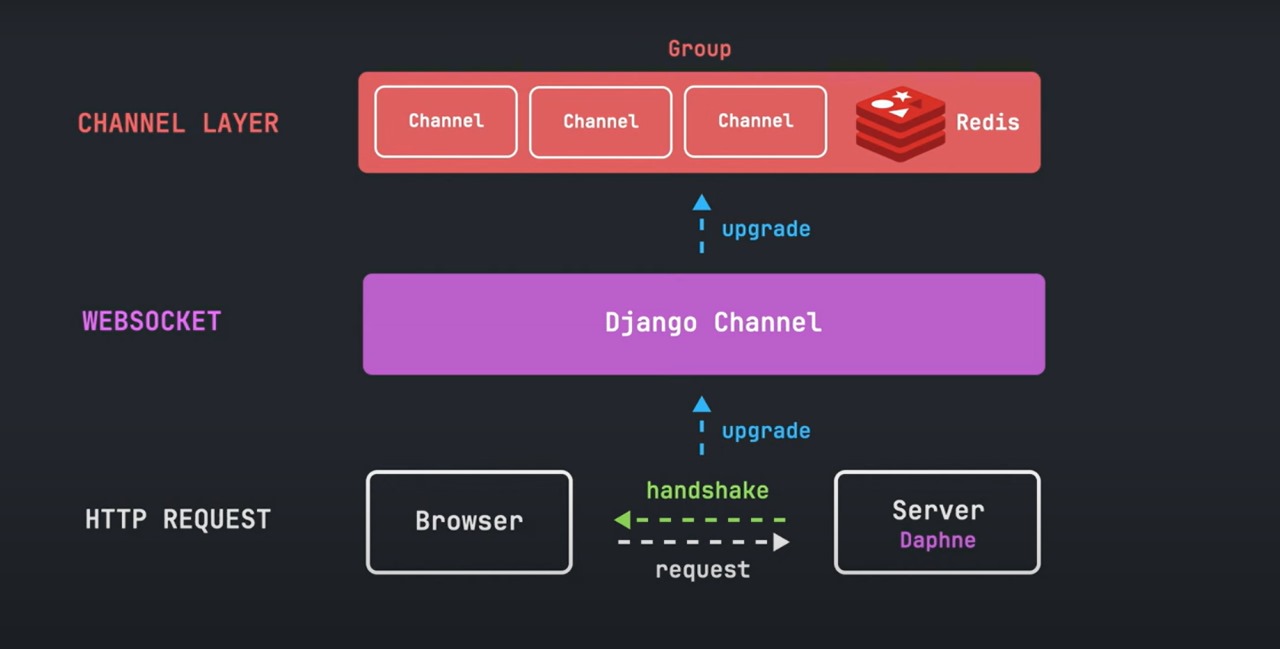 Group
CHANNEL LAYER
Channel
Channel
Channel
Redis
upgrade
WEBSOCKET
Django Channel
upgrade
HTTP REQUEST
Browser
handshake
request
Server
Daphne